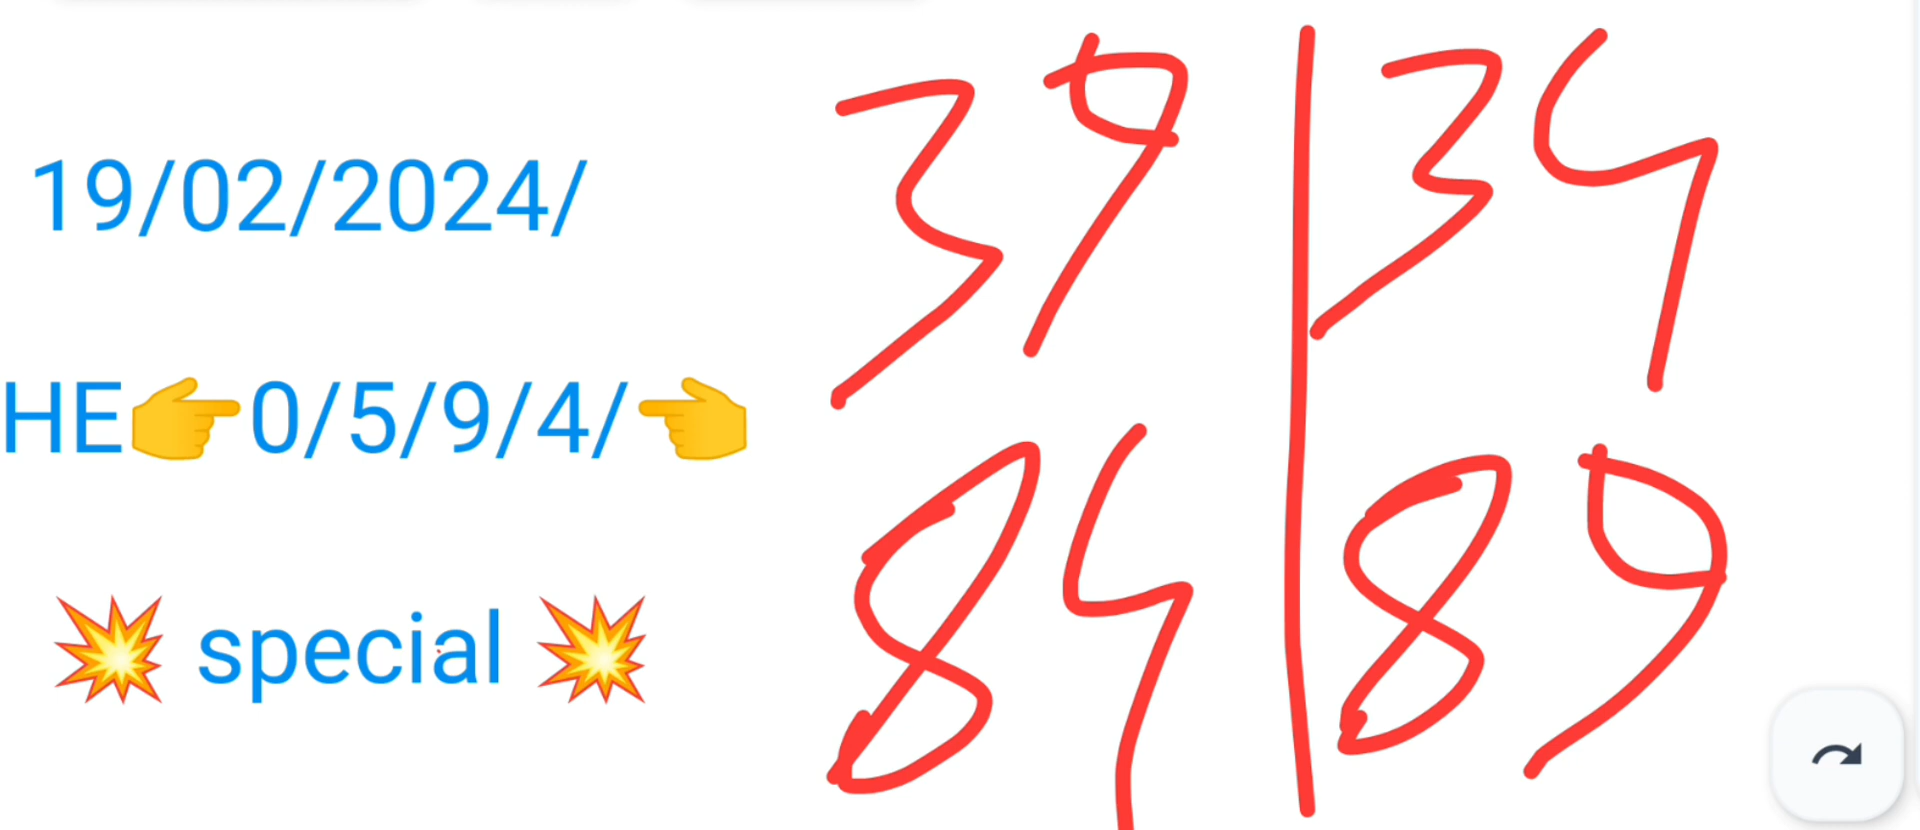 19/02/2024/
HE👉0/5/9/4/👈
💥 special 💥
39 | 34
84 | 89